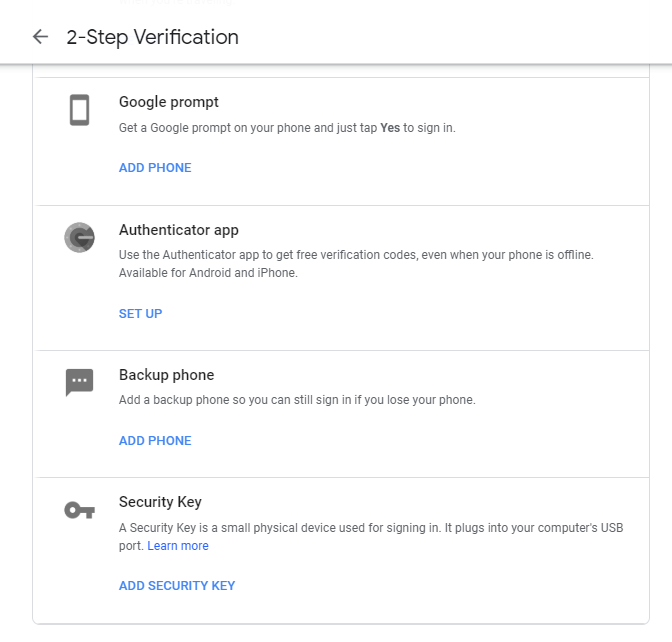 2-Step Verification
Google prompt
Get a Google prompt on your phone and just tap Yes to sign in.
ADD PHONE
Authenticator app
Use the Authenticator app to get free verification codes, even when your phone is offline.
Available for Android and iPhone.
SET UP
Backup phone
Add a backup phone so you can still sign in if you lose your phone.
ADD PHONE
Security Key
A Security Key is a small physical device used for signing in. It plugs into your computer's USB
port. Learn more
ADD SECURITY KEY